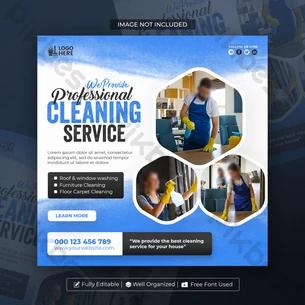 IMAGE NOT INCLUDED
LOGO
HERE
We Provide
Professional
CLEANING
SERVICE
Roof & window washing
Furniture Cleaning
Floor Carpet Cleaning
LEARN MORE
000 123 456 789
www.yourwebsite.com
"We provide the best cleaning
service for your house"
Fully Editable
Well Organized
Free Font Used